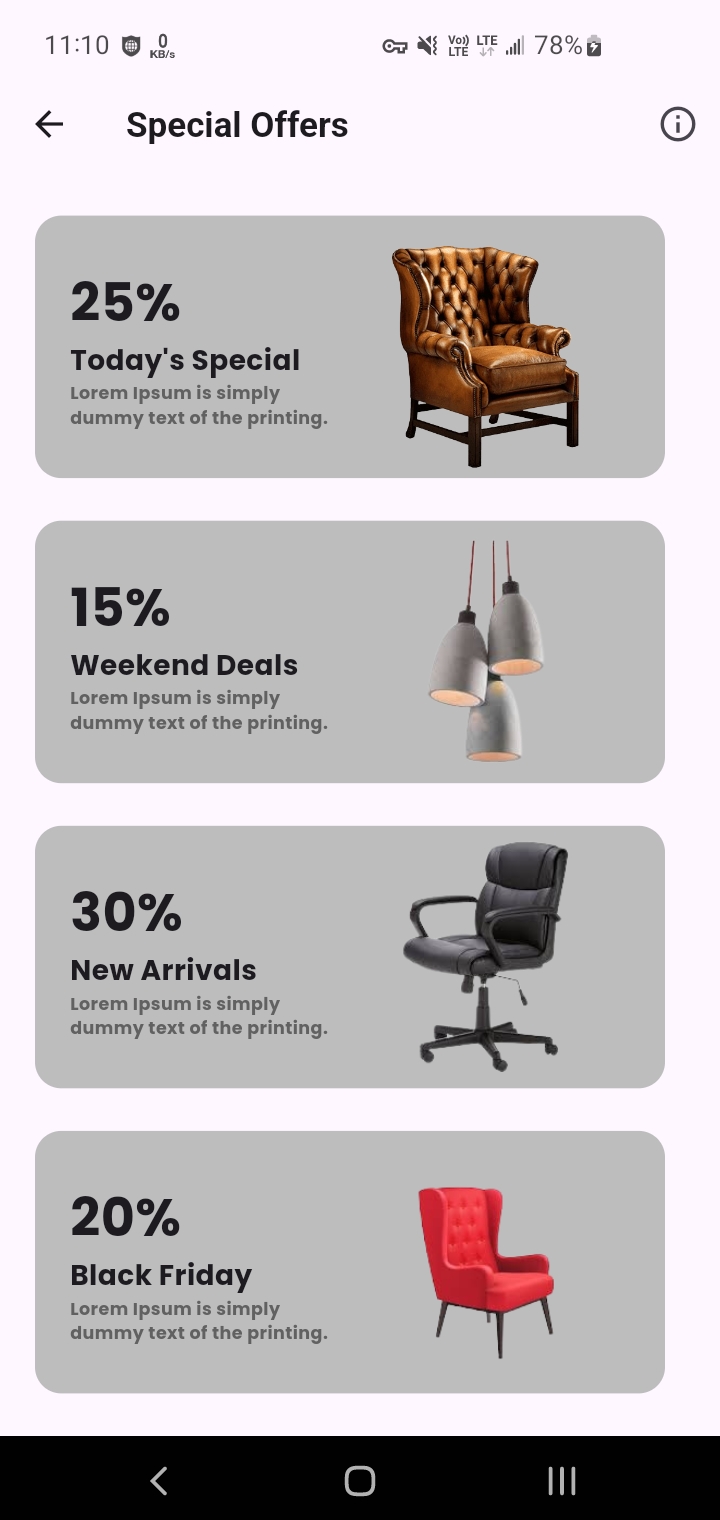 11:10 0 KB/s Vo)) LTE LTE 78%
Special Offers
25%
Today's Special
Lorem Ipsum is simply
dummy text of the printing.
15%
Weekend Deals
Lorem Ipsum is simply
dummy text of the printing.
30%
New Arrivals
Lorem Ipsum is simply
dummy text of the printing.
20%
Black Friday
Lorem Ipsum is simply
dummy text of the printing.